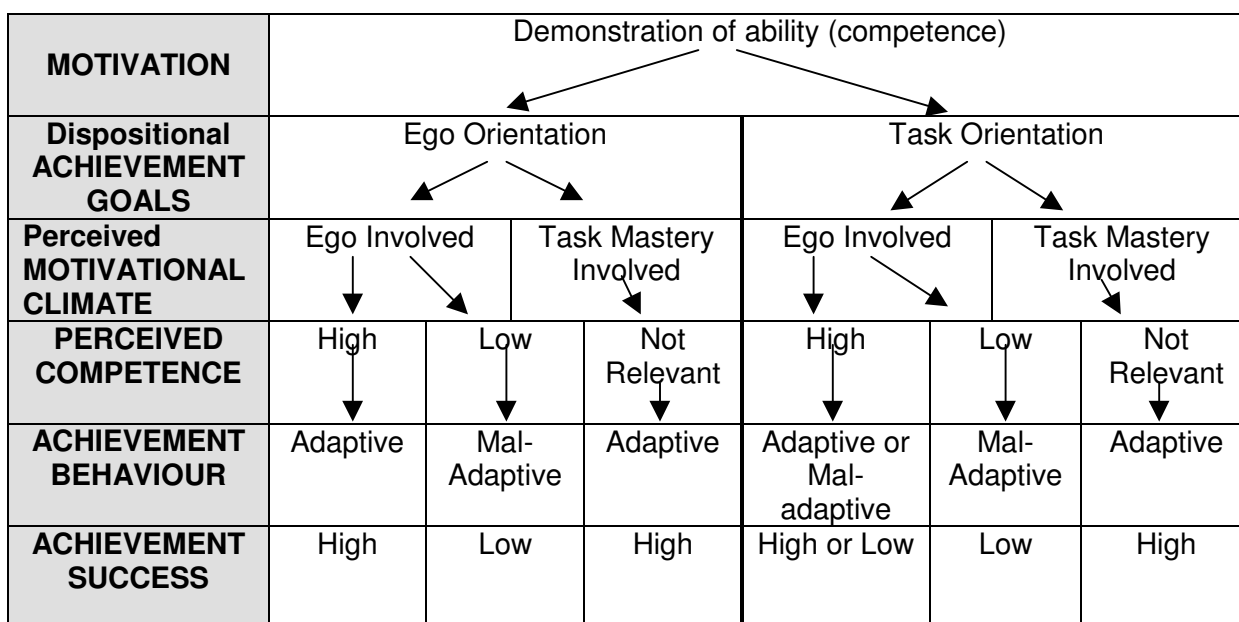 MOTIVATION
Demonstration of ability (competence)
Dispositional
ACHIEVEMENT
GOALS
Ego Orientation
Task Orientation
Perceived
MOTIVATIONAL
CLIMATE
Ego Involved
Task Mastery
Involved
Ego Involved
Task Mastery
Involved
PERCEIVED
COMPETENCE
High
Low
Not
Relevant
High
Low
Not
Relevant
ACHIEVEMENT
BEHAVIOUR
Adaptive
Mal-
Adaptive
Adaptive
Adaptive or
Mal-
adaptive
Mal-
Adaptive
Adaptive
ACHIEVEMENT
SUCCESS
High
Low
High
High or Low
Low
High